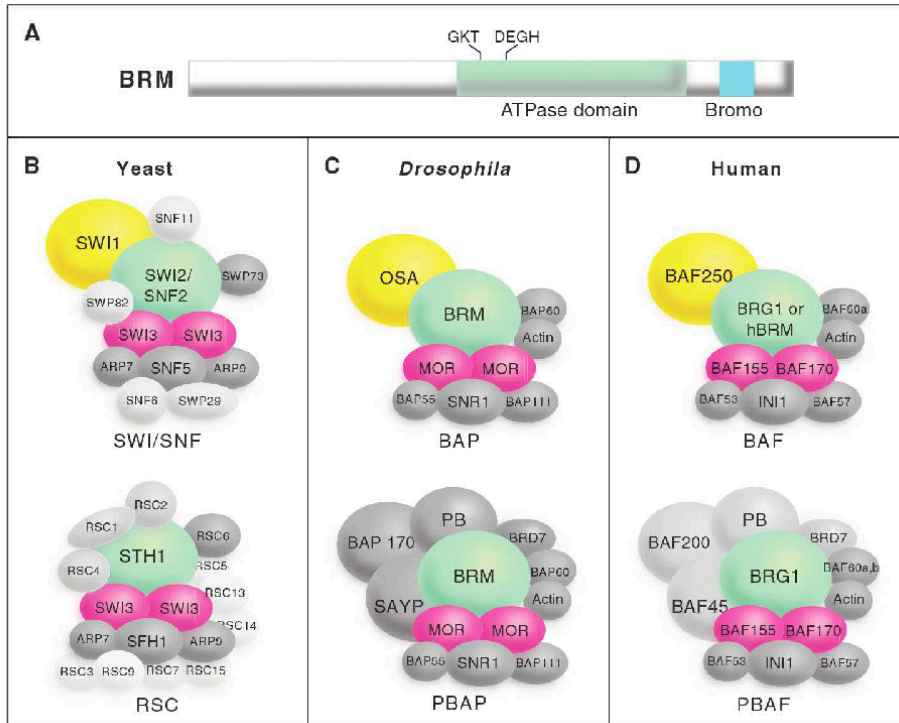 A
GKT DEGH
BRM
ATPase domain Bromo
B Yeast
SNF11
SWI1
SWI2/
SNF2
SWP73
SWP82
SWI3 SWI3
ARP7 SNF5 ARP9
SNF6 SWP29
SWI/SNF
RSC2
RSC1
RSC6
STH1
RSC4
RSC5
RSC13
SWI3 SWI3
RSC14
ARP7 SFH1 ARP9
RSC3 RSC9 RSC7 RSC15
RSC
C Drosophila
OSA
BRM
BAP60
Actin
MOR MOR
BAP55 SNR1 BAP111
BAP
PB
BAP 170
BRD7
BRM
BAP60
SAYP
Actin
MOR MOR
BAP55 SNR1 BAP111
PBAP
D Human
BAF250
BRG1 or
hBRM
BAF60a
Actin
BAF155 BAF170
BAF53 INI1 BAF57
BAF
PB
BAF200
BRD7
BRG1
BAF60a,b
BAF45
Actin
BAF155 BAF170
BAF53 INI1 BAF57
PBAF